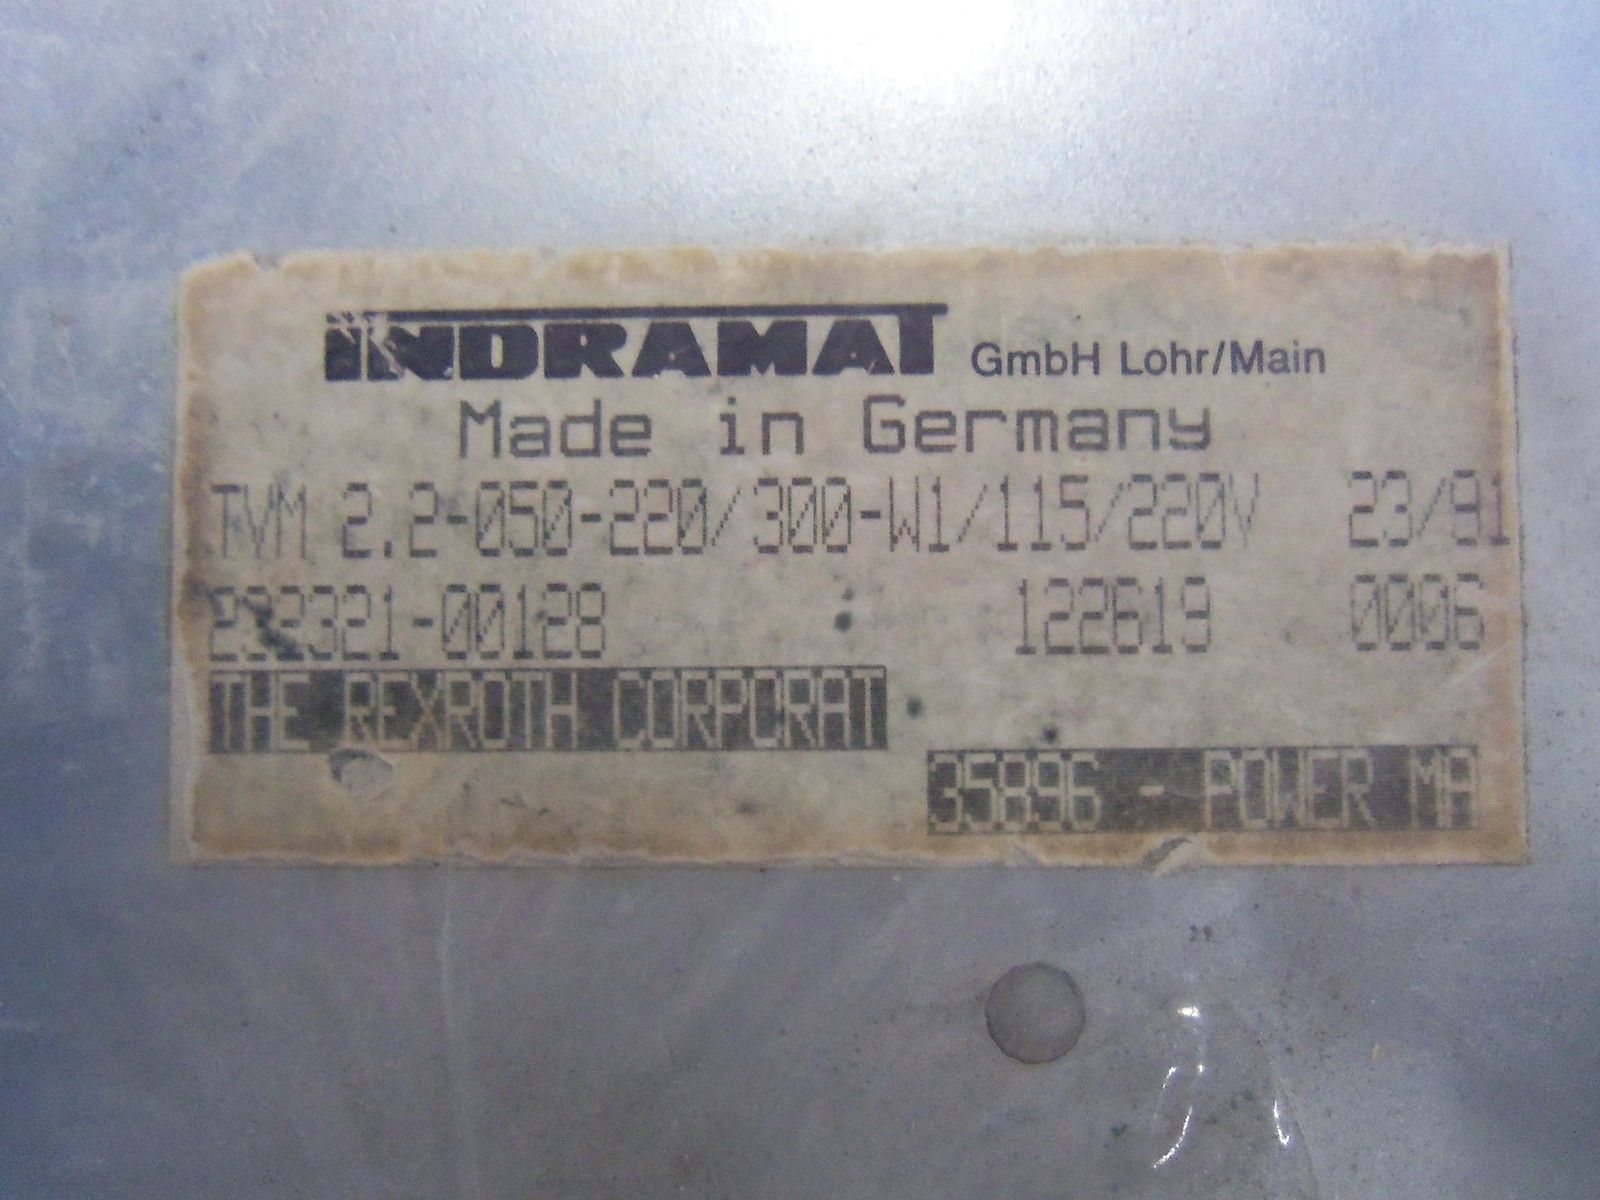 INDRAMAT GmbH Lohr/Main
Made in Germany
TVM 2.2-050-220/300-W1/115/220V 23/91
232321-00128 122619 0006
THE REXROTH CORPORAT
35896 - POWER MA